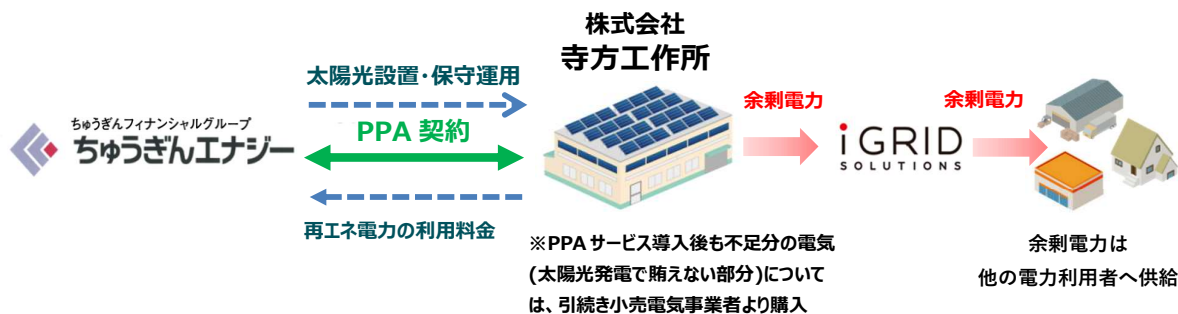 ちゅうぎんフィナンシャルグループ
ちゅうぎんエナジー
太陽光設置・保守運用
PPA 契約
再エネ電力の利用料金
株式会社
寺方工作所
※PPAサービス導入後も不足分の電気
(太陽光発電で賄えない部分)について
は、引続き小売電気事業者より購入
余剰電力
iGRID
SOLUTIONS
余剰電力
余剰電力は
他の電力利用者へ供給